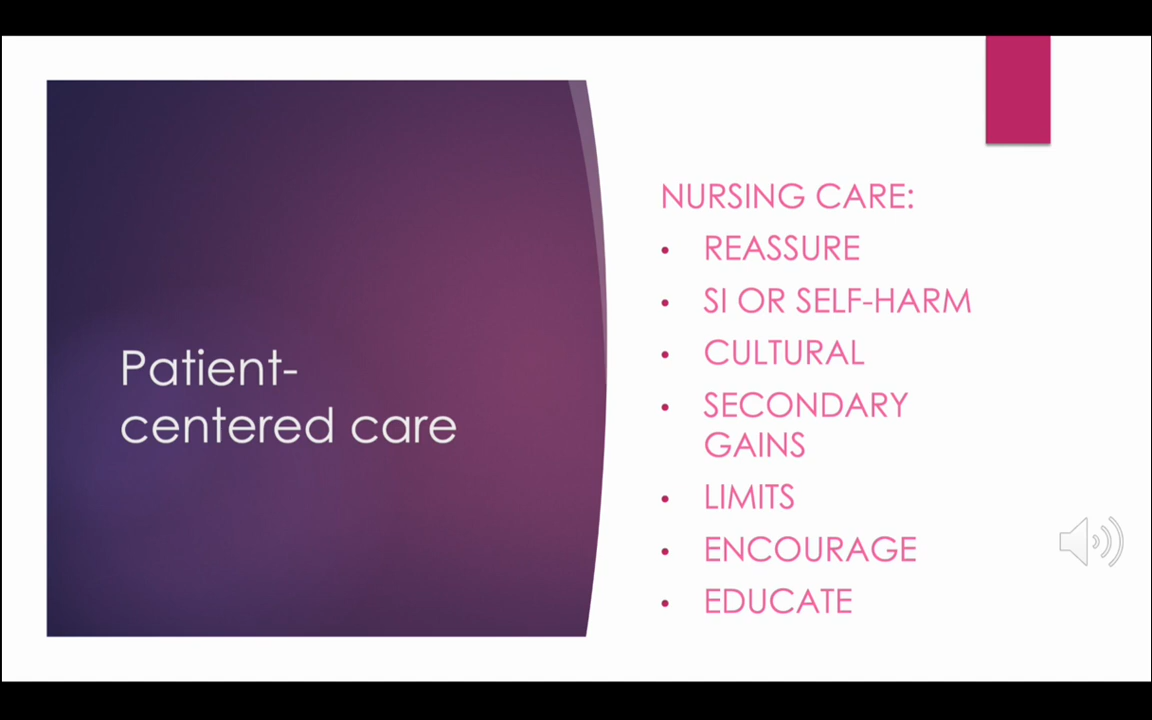 Patient-
centered care
NURSING CARE:
• REASSURE
• SI OR SELF-HARM
• CULTURAL
• SECONDARY
GAINS
• LIMITS
• ENCOURAGE
• EDUCATE